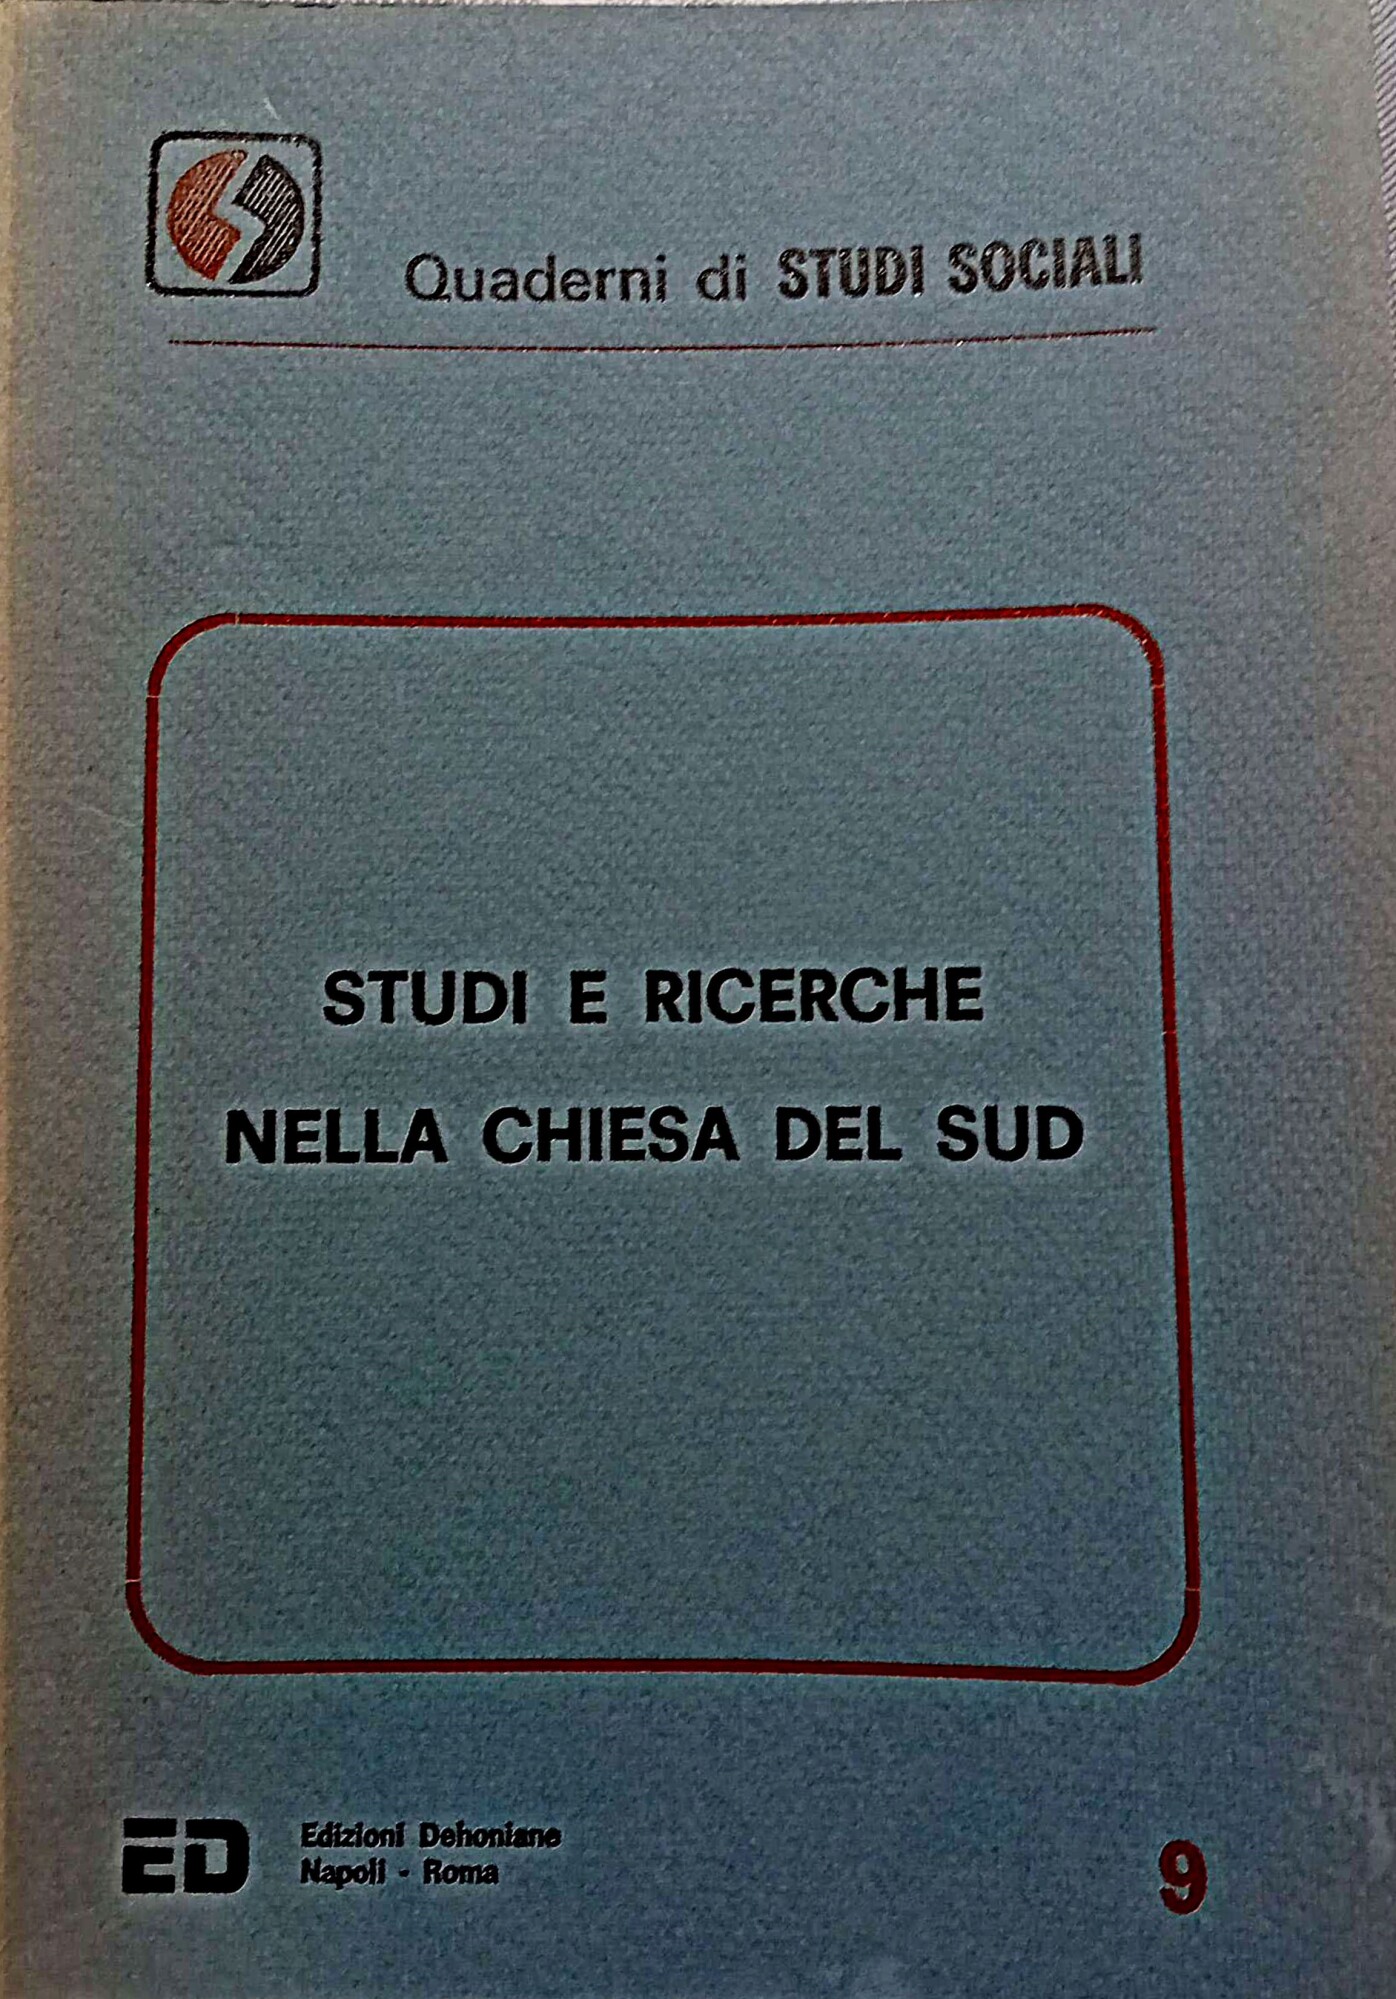 Quaderni di STUDI SOCIALI
STUDI E RICERCHE
NELLA CHIESA DEL SUD
ED
Edizioni Dehoniane
Napoli - Roma
9